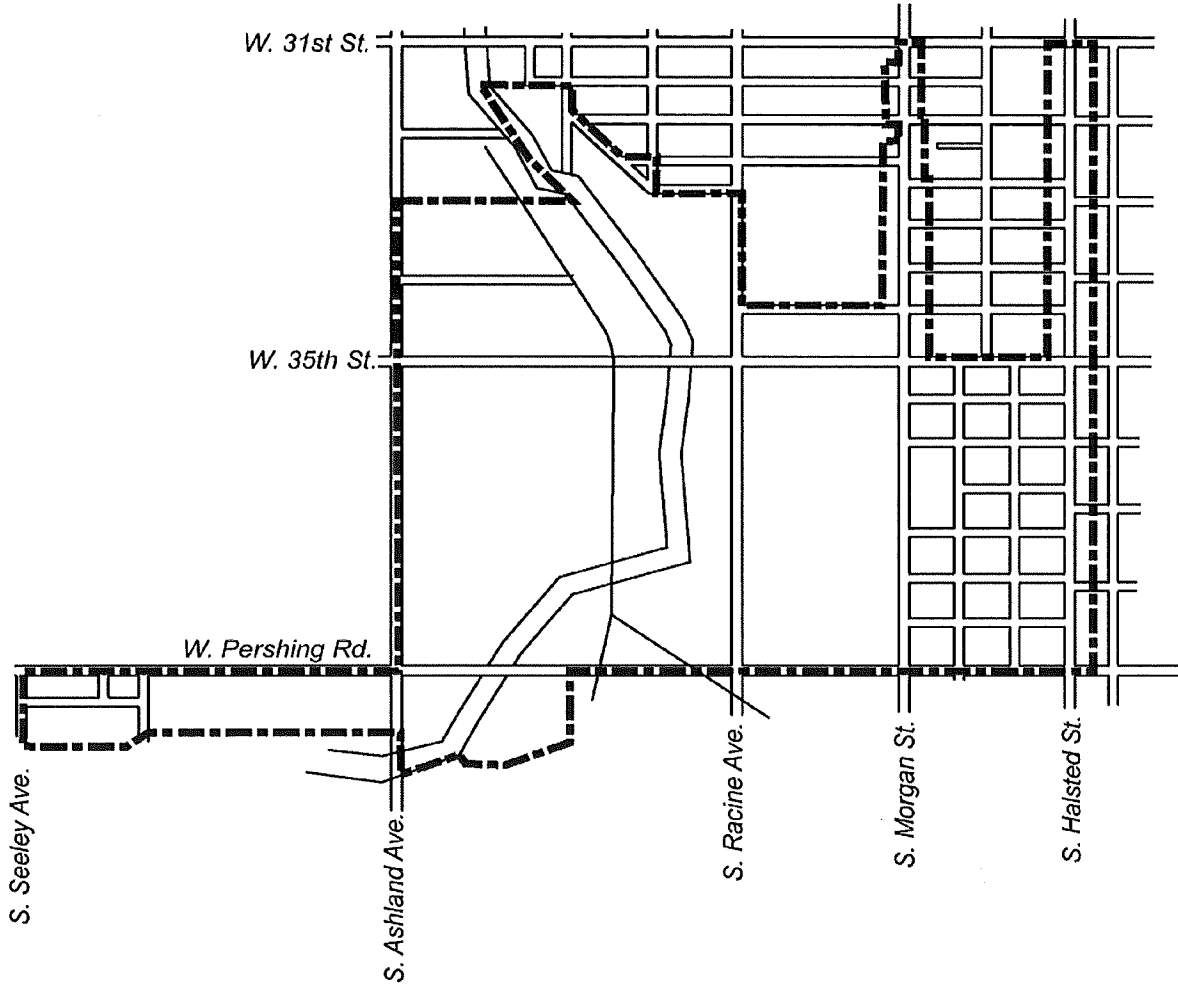 W. 31st St.
W. 35th St.
W. Pershing Rd.
S. Seeley Ave.
S. Ashland Ave.
S. Racine Ave.
S. Morgan St.
S. Halsted St.